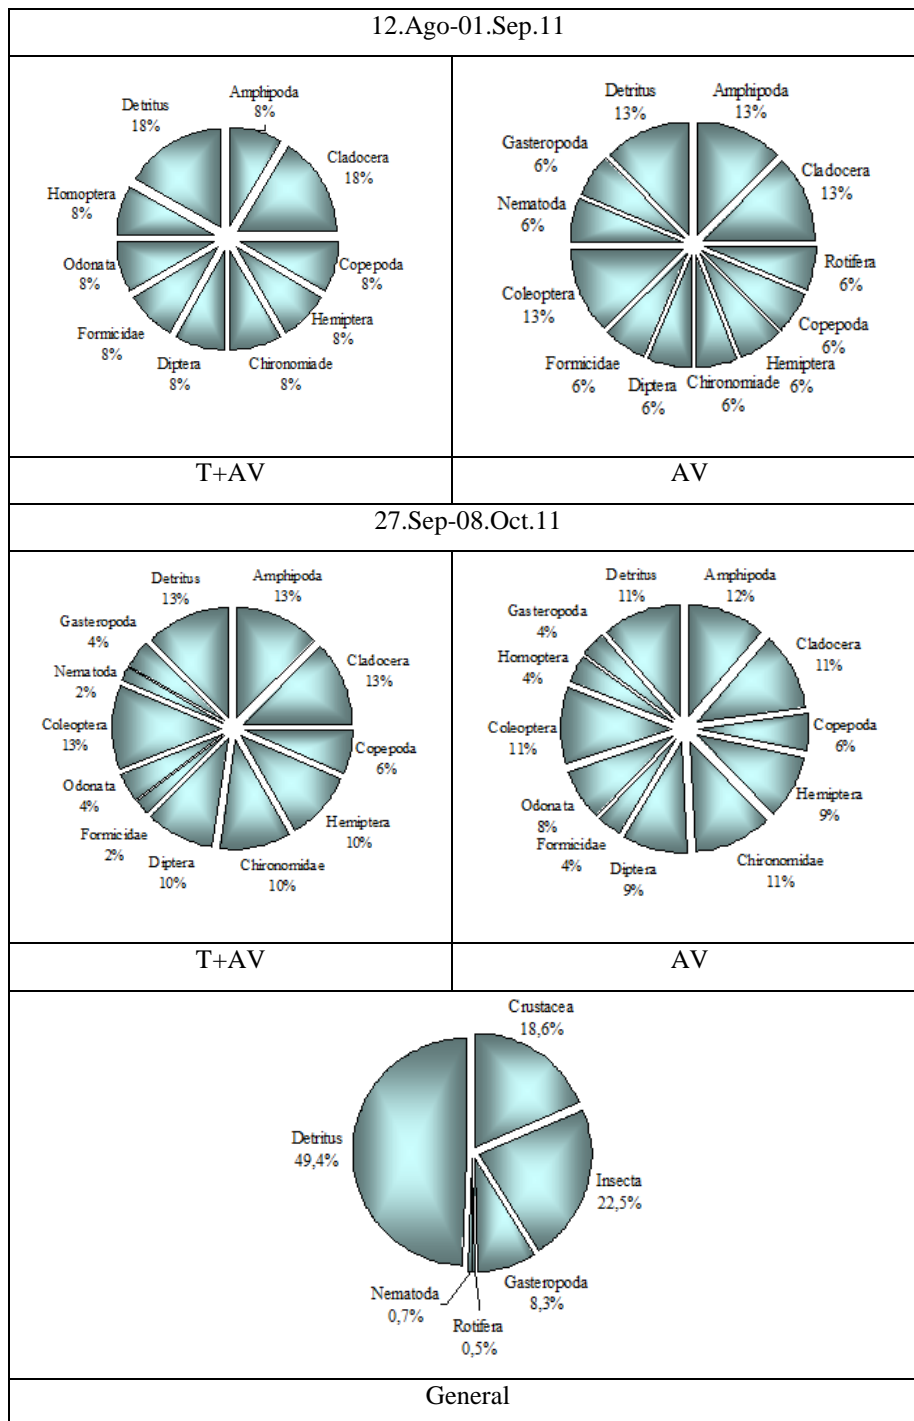 12.Ago-01.Sep.11
Amphipoda
8%
Cladocera
18%
Copepoda
8%
Hemiptera
8%
Chironomiade
8%
Diptera
8%
Formicidae
8%
Odonata
8%
Homoptera
8%
Detritus
18%
Amphipoda
13%
Cladocera
13%
Rotifera
6%
Copepoda
6%
Hemiptera
6%
Chironomiade
6%
Diptera
6%
Formicidae
6%
Coleoptera
13%
Nematoda
6%
Gasteropoda
6%
Detritus
13%
T+AV
AV
27.Sep-08.Oct.11
Amphipoda
13%
Cladocera
13%
Copepoda
6%
Hemiptera
10%
Chironomidae
10%
Diptera
10%
Formicidae
2%
Odonata
4%
Coleoptera
13%
Nematoda
2%
Gasteropoda
4%
Detritus
13%
Amphipoda
12%
Cladocera
11%
Copepoda
6%
Hemiptera
9%
Chironomidae
11%
Diptera
9%
Formicidae
4%
Odonata
8%
Coleoptera
11%
Homoptera
4%
Gasteropoda
4%
Detritus
11%
T+AV
AV
Crustacea
18,6%
Insecta
22,5%
Gasteropoda
8,3%
Rotifera
0,5%
Nematoda
0,7%
Detritus
49,4%
General